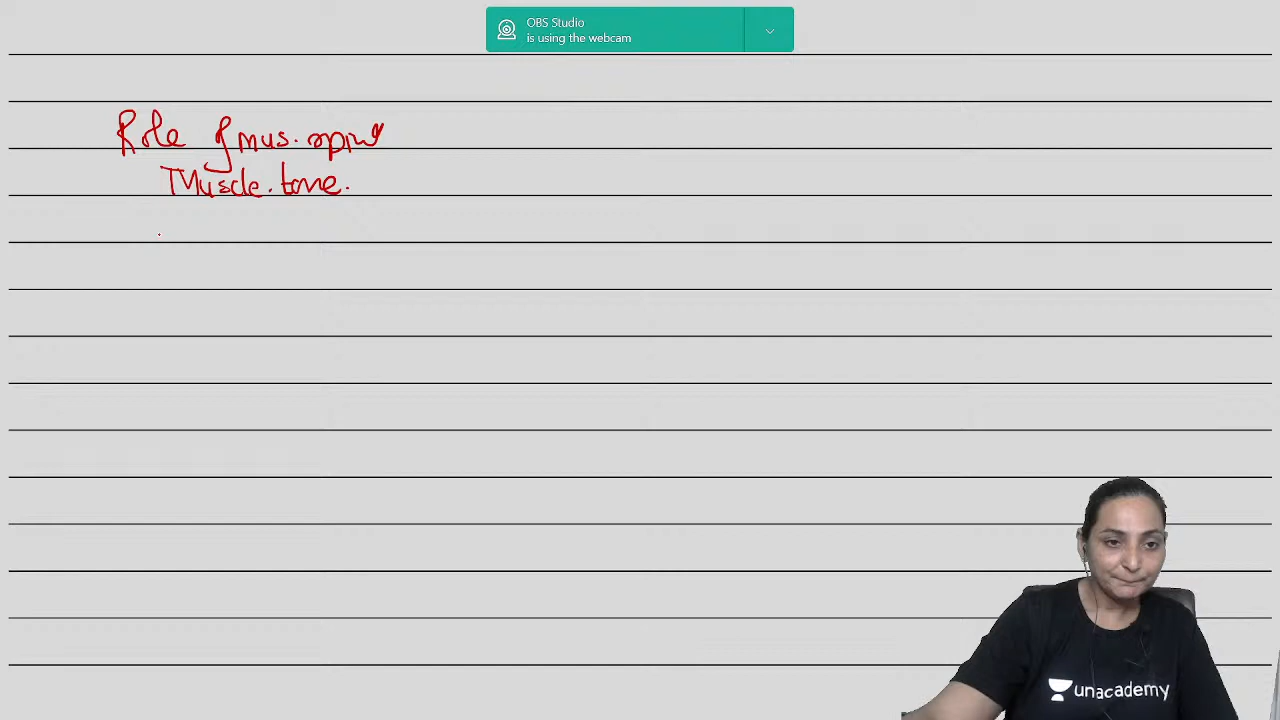 OBS Studio
is using the webcam
Role of mus. spin
Muscle. tone.
unacademy